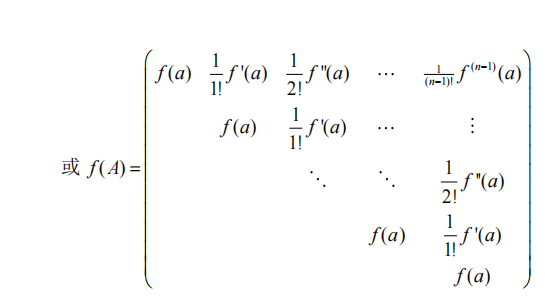 f(a) 1/1! f'(a) 1/2! f''(a) ⋯ 1/(n−1)! f^(n−1)(a)
f(a) 1/1! f'(a) ⋯ ⋮
或 f(A)= ⋱ ⋱ 1/2! f''(a)
f(a) 1/1! f'(a)
f(a)